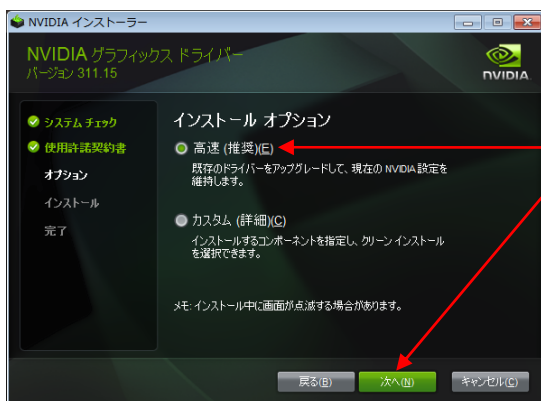 NVIDIA インストーラー
NVIDIA グラフィックス ドライバー
バージョン 311.15
NVIDIA.
システム チェック
使用許諾契約書
オプション
インストール
完了
インストール オプション
高速 (推奨)(E)
既存のドライバーをアップグレードして、現在の NVIDIA 設定を
維持します。
カスタム (詳細)(C)
インストールするコンポーネントを指定し、クリーン インストール
を選択できます。
メモ: インストール中に画面が点滅する場合があります。
戻る(B)
次へ(N)
キャンセル(C)